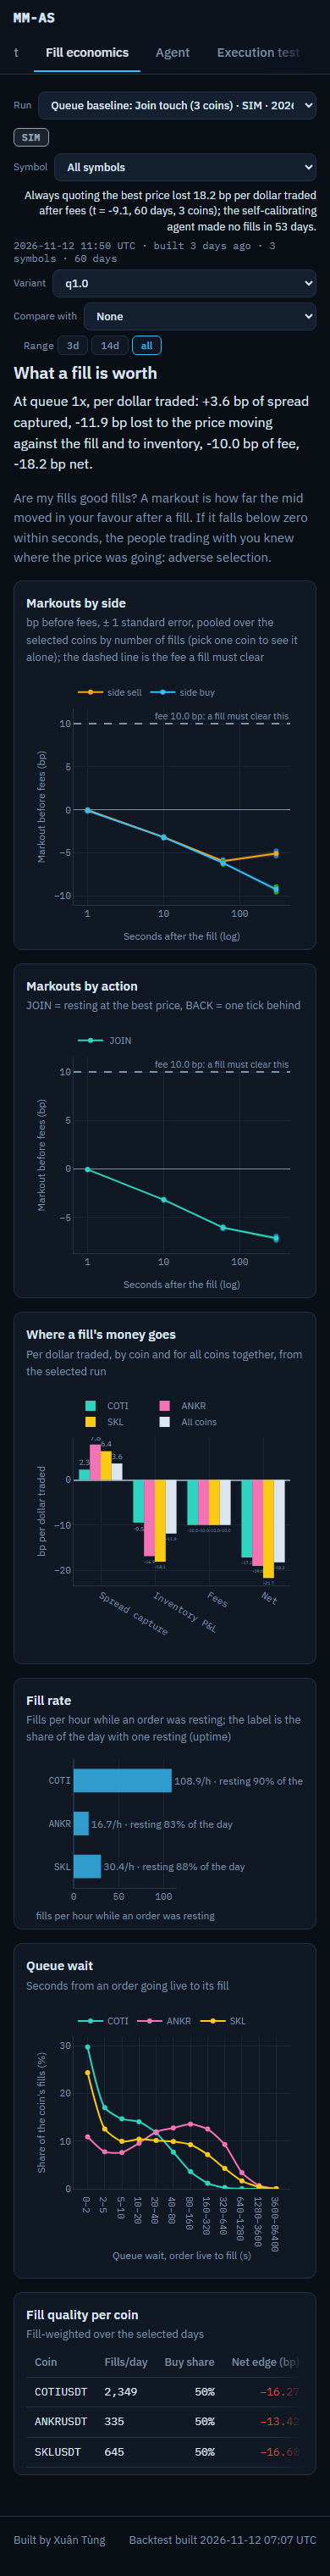 MM-AS
t Fill economics Agent Execution test
Run Queue baseline: Join touch (3 coins) · SIM · 2026
SIM
Symbol All symbols
Always quoting the best price lost 18.2 bp per dollar traded
after fees (t = -9.1, 60 days, 3 coins); the self-calibrating
agent made no fills in 53 days.
2026-11-12 11:50 UTC · built 3 days ago · 3
symbols · 60 days
Variant q1.0
Compare with None
Range 3d 14d all
What a fill is worth
At queue 1x, per dollar traded: +3.6 bp of spread
captured, -11.9 bp lost to the price moving
against the fill and to inventory, -10.0 bp of fee,
-18.2 bp net.
Are my fills good fills? A markout is how far the mid
moved in your favour after a fill. If it falls below zero
within seconds, the people trading with you knew
where the price was going: adverse selection.
Markouts by side
bp before fees, ± 1 standard error, pooled over the
selected coins by number of fills (pick one coin to see it
alone); the dashed line is the fee a fill must clear
side sell side buy
fee 10.0 bp: a fill must clear this
10
5
0
−5
−10
Markout before fees (bp)
1 10 100
Seconds after the fill (log)
Markouts by action
JOIN = resting at the best price, BACK = one tick behind
JOIN
fee 10.0 bp: a fill must clear this
10
5
0
−5
Markout before fees (bp)
1 10 100
Seconds after the fill (log)
Where a fill's money goes
Per dollar traded, by coin and for all coins together, from
the selected run
COTI ANKR
SKL All coins
2.3 7.8 6.4 3.6
0
−10
−20
bp per dollar traded
Spread capture Inventory P&L Fees Net
Fill rate
Fills per hour while an order was resting; the label is the
share of the day with one resting (uptime)
COTI 108.9/h · resting 90% of the
ANKR 16.7/h · resting 83% of the day
SKL 30.4/h · resting 88% of the day
0 50 100
fills per hour while an order was resting
Queue wait
Seconds from an order going live to its fill
COTI ANKR SKL
30
20
10
0
Share of the coin's fills (%)
0–2 2–5 5–10 10–20 20–40 40–80 80–160 160–320 320–640 640–1280 1280–3600 3600–86400
Queue wait, order live to fill (s)
Fill quality per coin
Fill-weighted over the selected days
Coin Fills/day Buy share Net edge (bp)
COTIUSDT 2,349 50% −16.27
ANKRUSDT 335 50% −13.42
SKLUSDT 645 50% −16.60
Built by Xuân Tùng Backtest built 2026-11-12 07:07 UTC